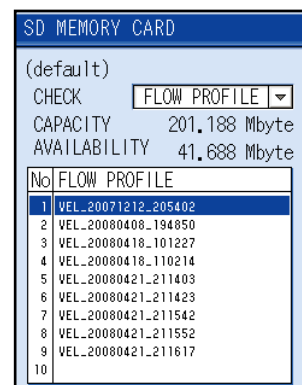 SD MEMORY CARD
(default)
CHECK FLOW PROFILE
CAPACITY 201.188 Mbyte
AVAILABILITY 41.688 Mbyte
No FLOW PROFILE
1 VEL_20071212_205402
2 VEL_20080408_194850
3 VEL_20080418_101227
4 VEL_20080418_110214
5 VEL_20080421_211403
6 VEL_20080421_211423
7 VEL_20080421_211542
8 VEL_20080421_211552
9 VEL_20080421_211617
10